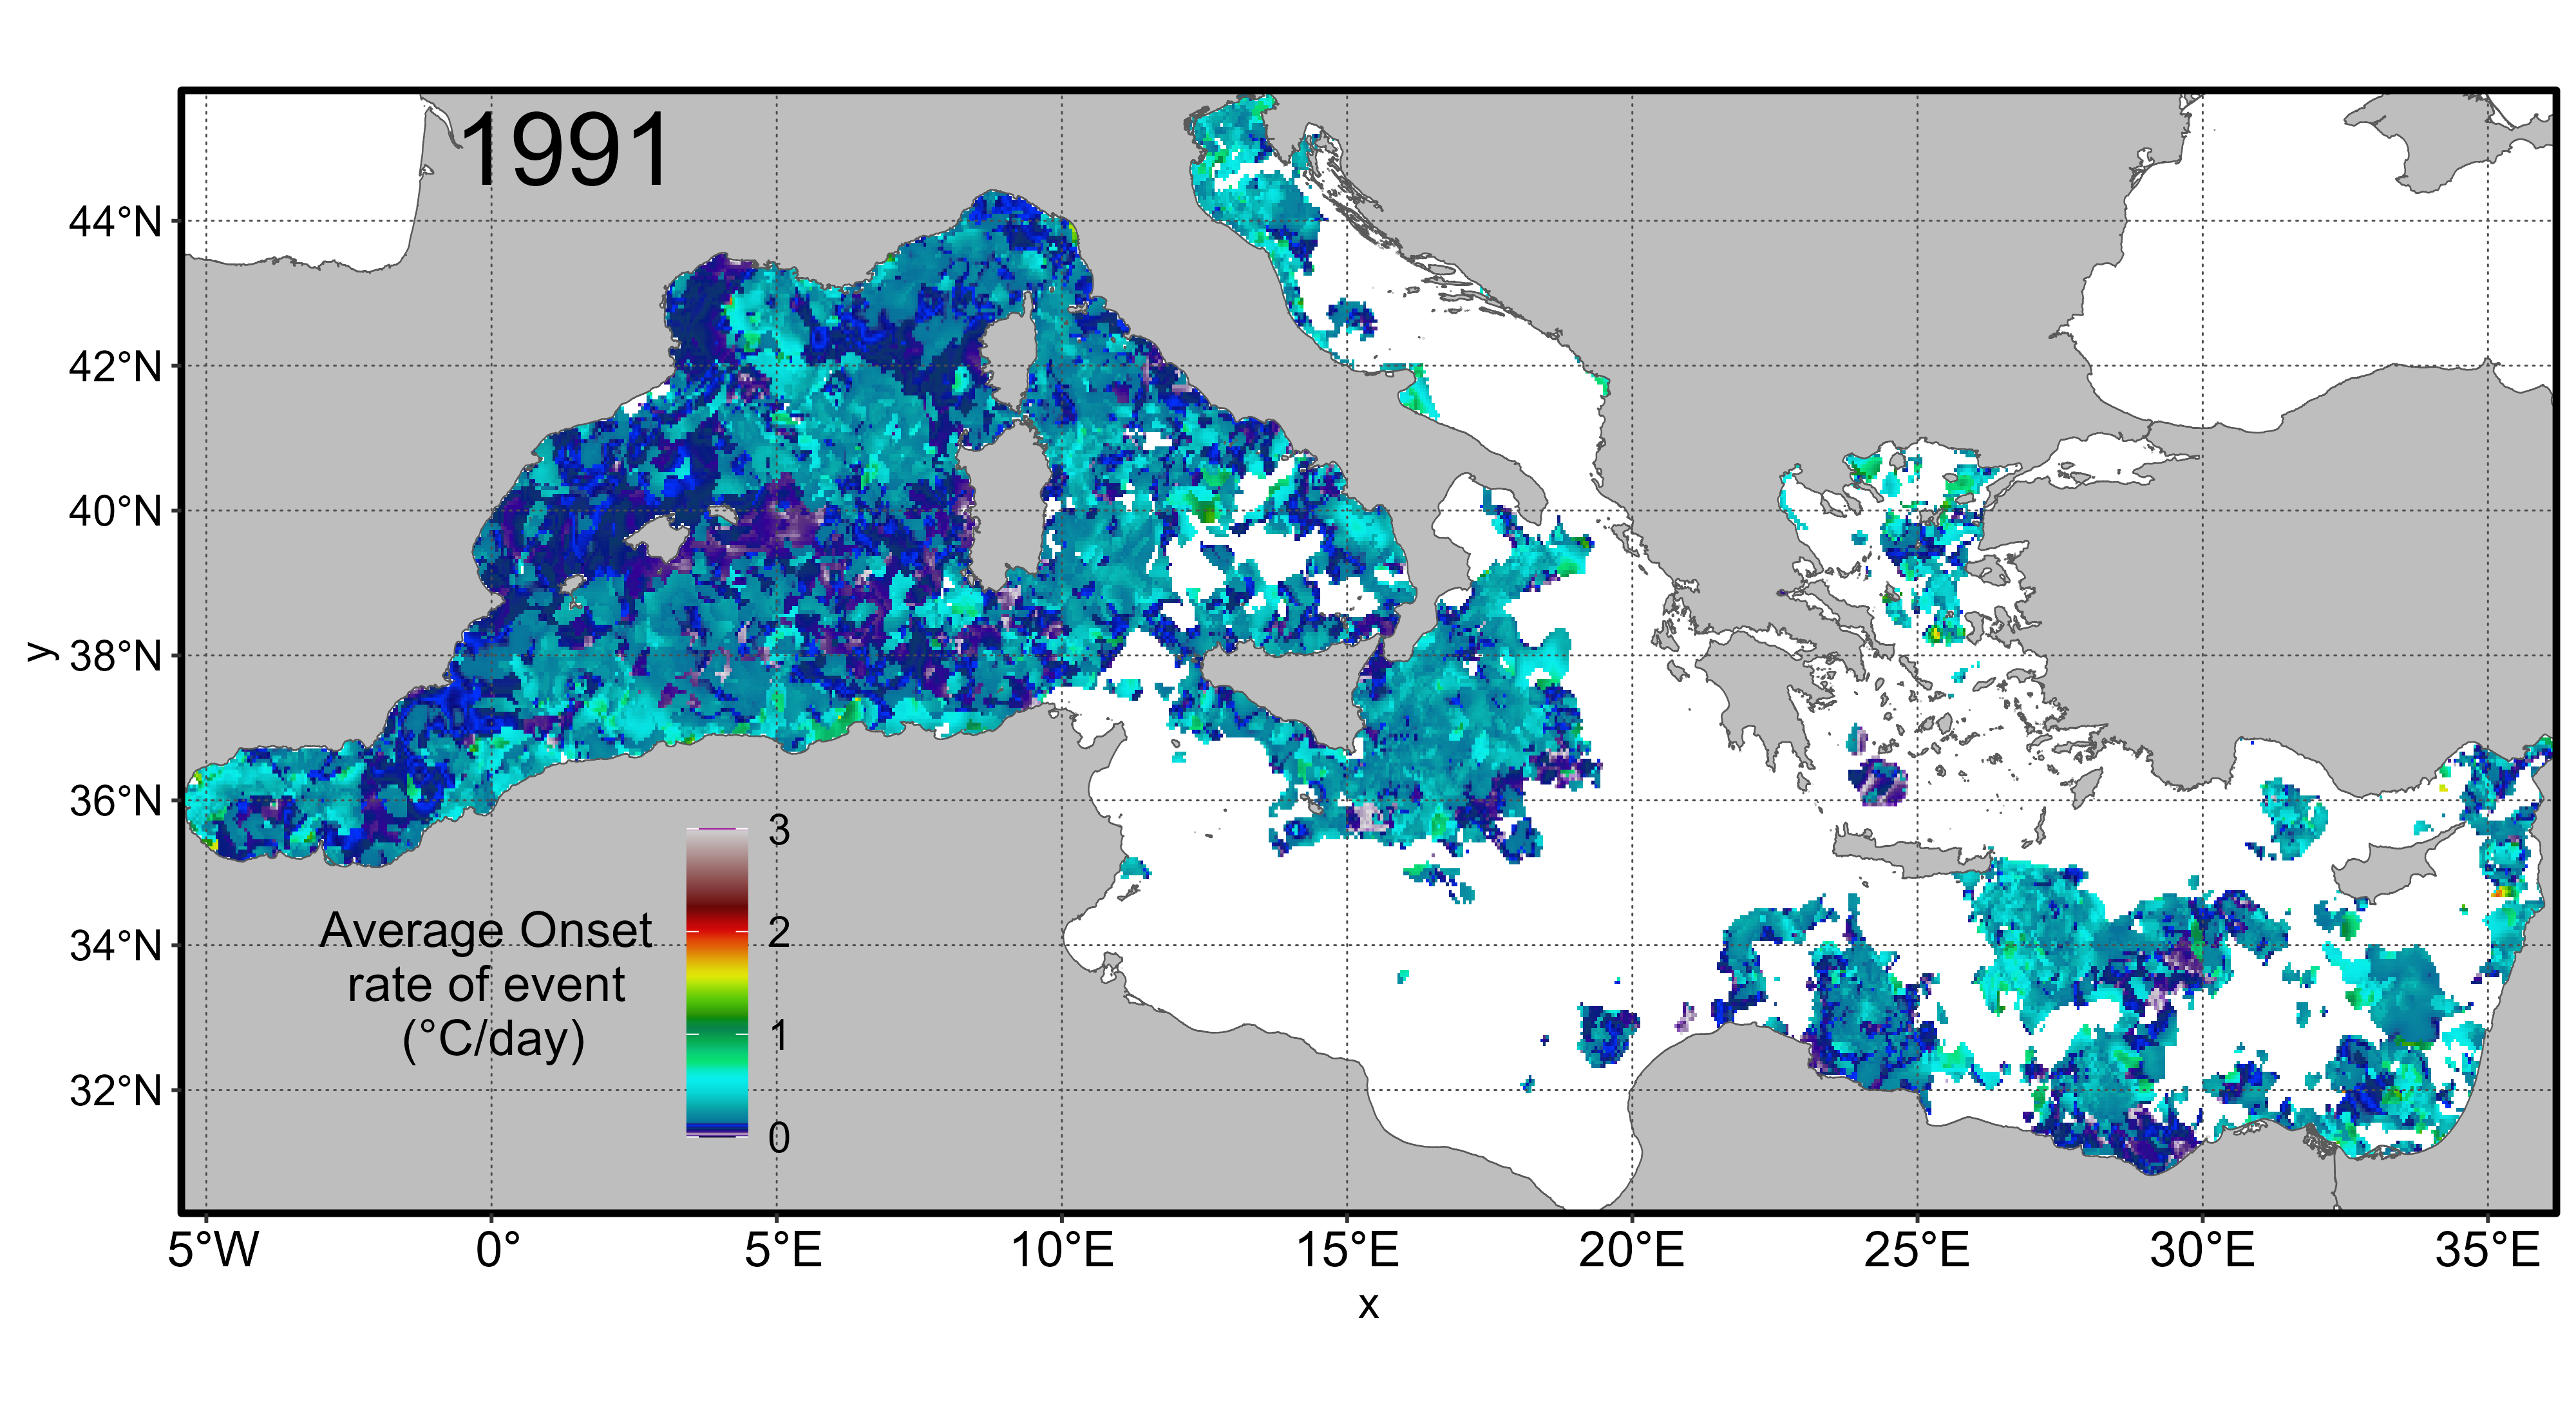 1991
44°N
42°N
40°N
38°N
36°N
34°N
32°N
y
3
2
1
0
Average Onset
rate of event
(°C/day)
5°W 0° 5°E 10°E 15°E 20°E 25°E 30°E 35°E
x